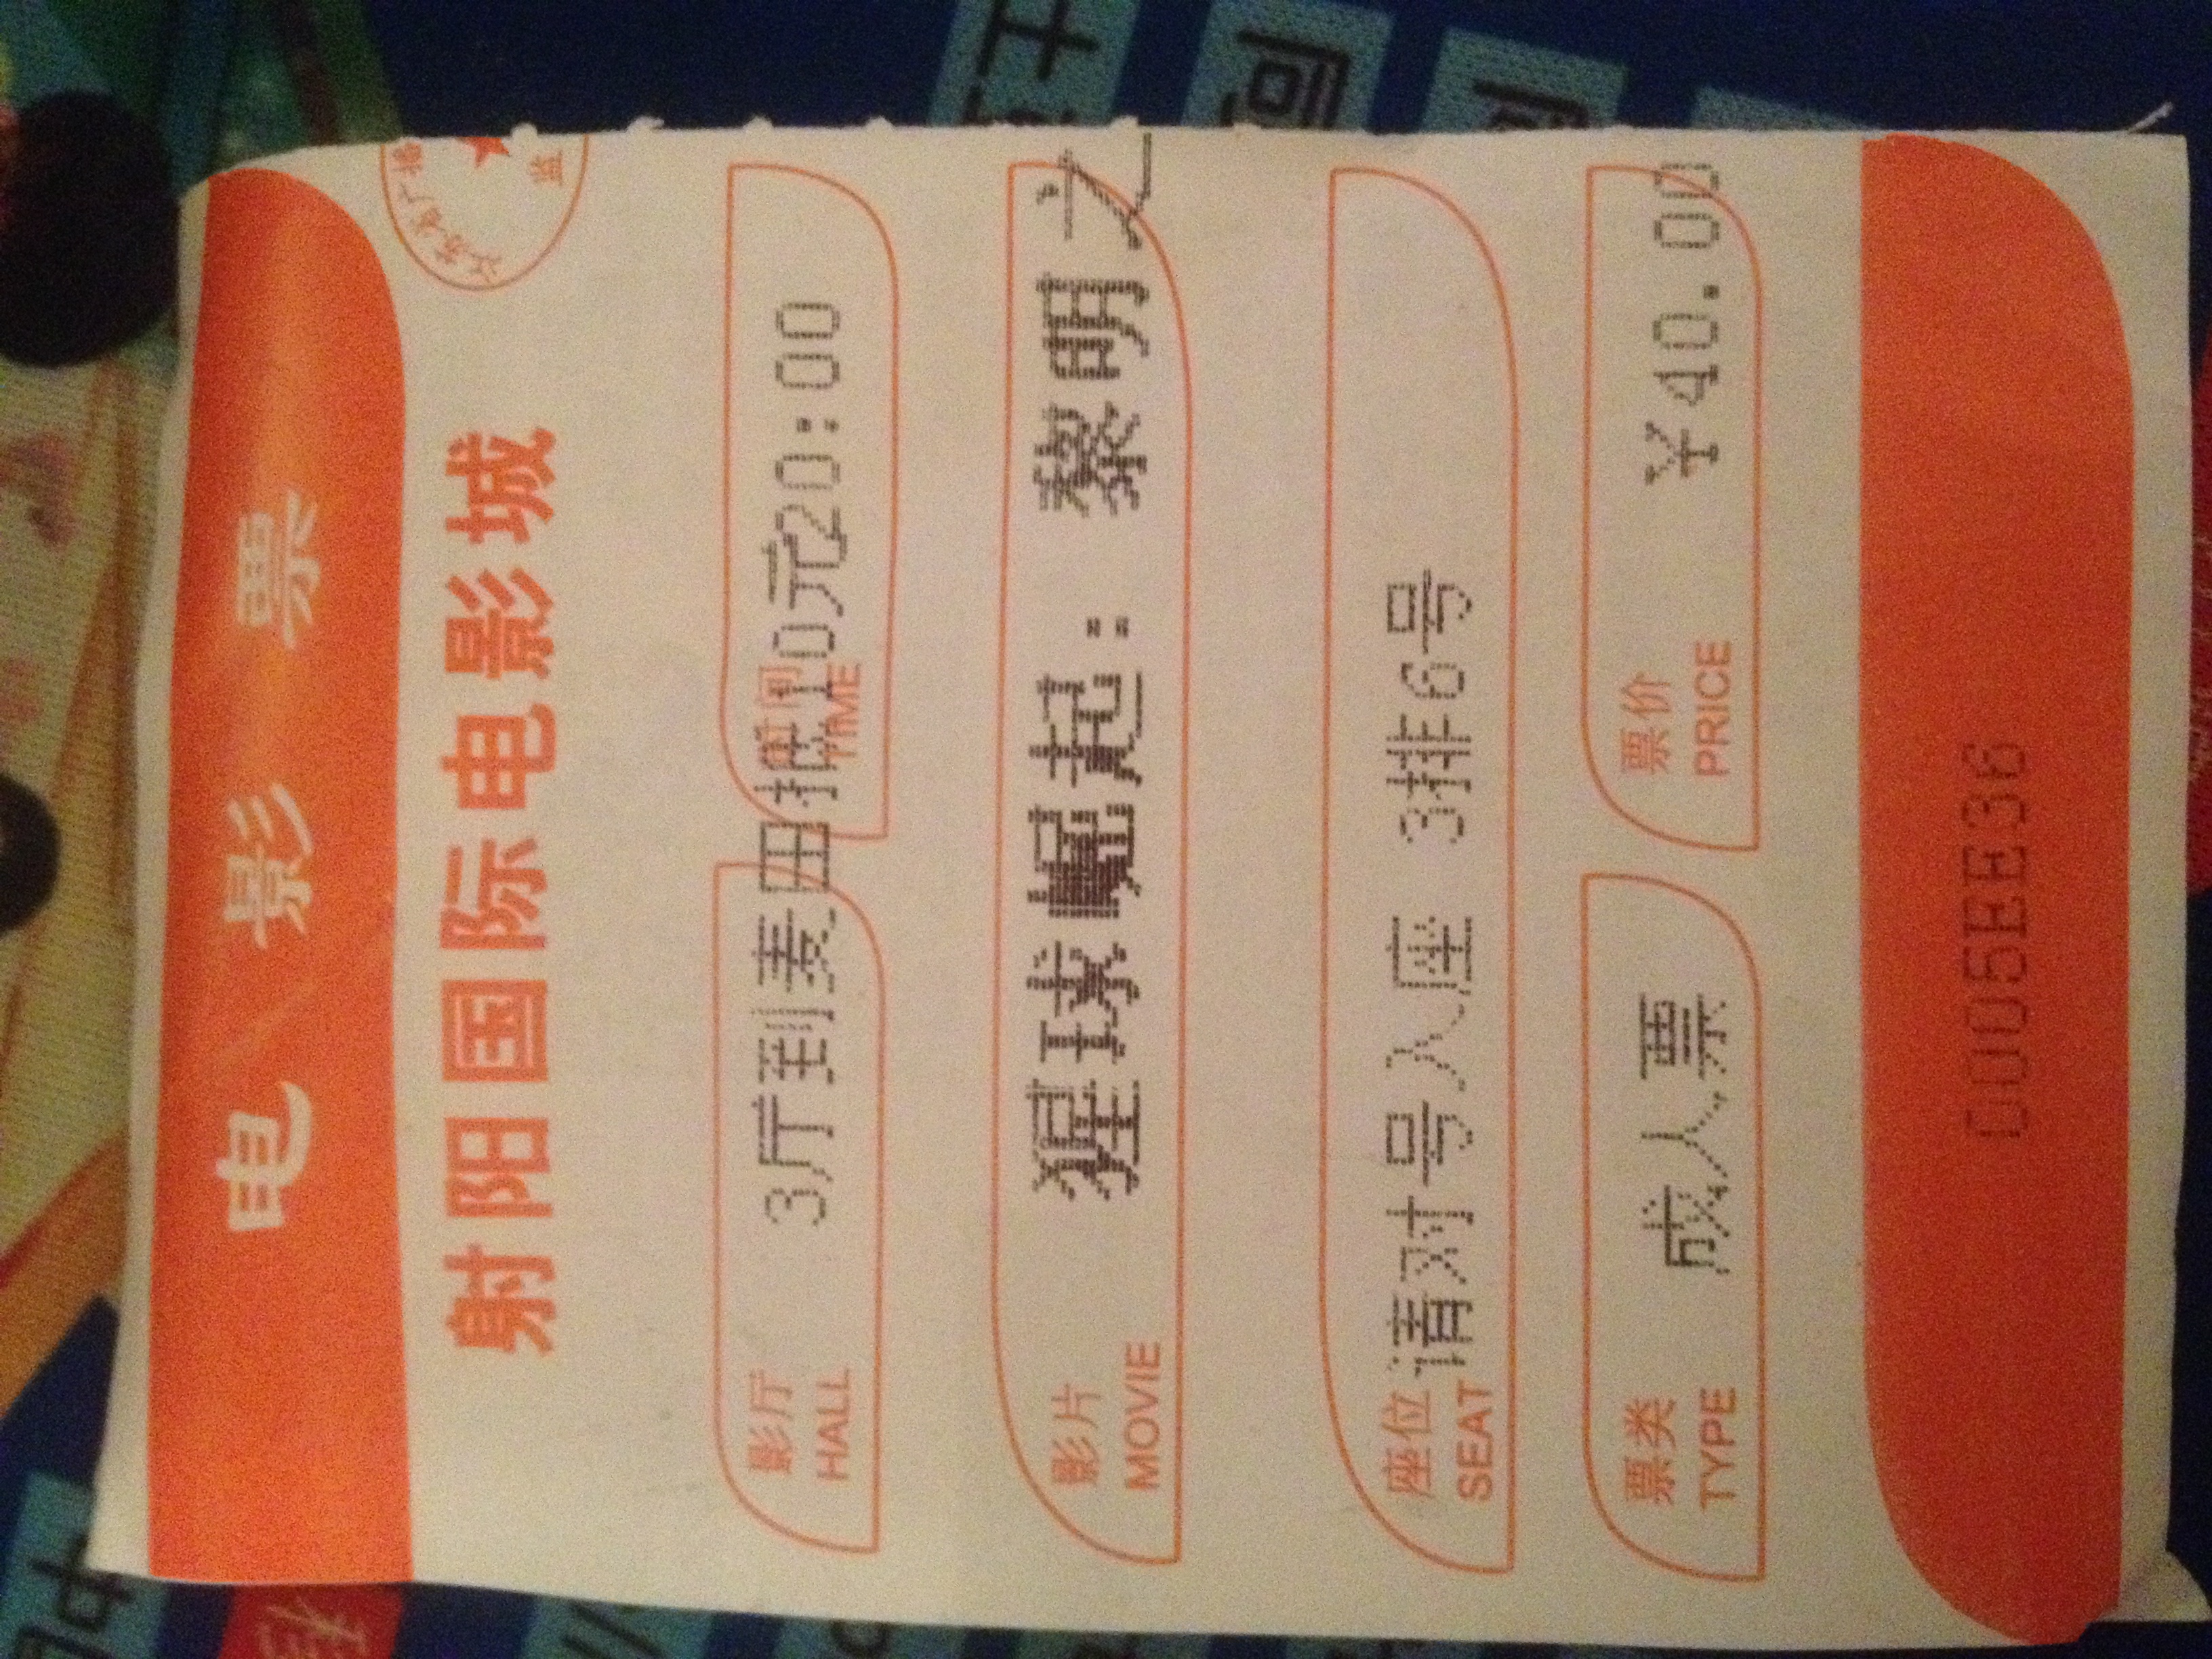 电影票
射阳国际电影城
江苏省广播
监
影厅 3厅到麦田抵10元 时间 20:00
HALL TIME
影片 猩球崛起：黎明之
MOVIE
座位 请对号入座 3排6号
SEAT
票类 成人票 票价 ¥40.00
TYPE PRICE
0005EE36